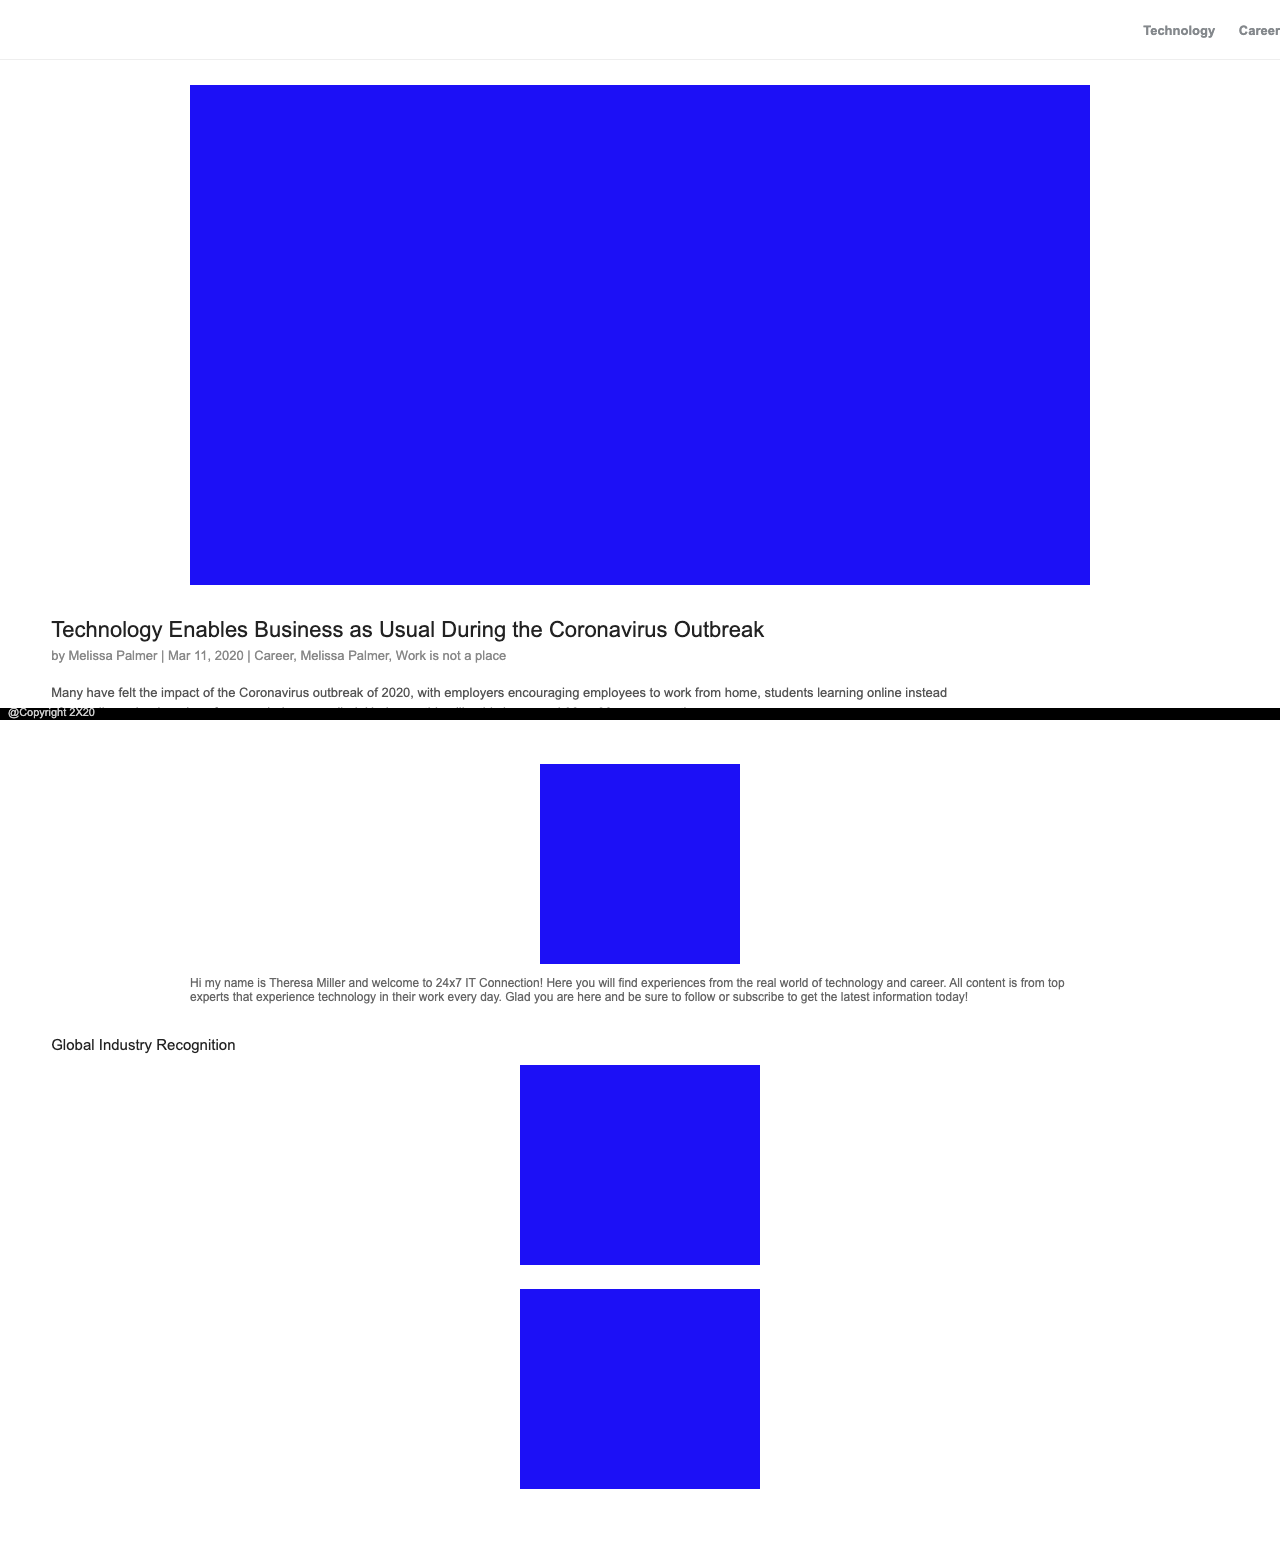 Technology Career
Technology Enables Business as Usual During the Coronavirus Outbreak
by Melissa Palmer | Mar 11, 2020 | Career, Melissa Palmer, Work is not a place
Many have felt the impact of the Coronavirus outbreak of 2020, with employers encouraging employees to work from home, students learning online instead
@Copyright 2X20
Hi my name is Theresa Miller and welcome to 24x7 IT Connection! Here you will find experiences from the real world of technology and career. All content is from top
experts that experience technology in their work every day. Glad you are here and be sure to follow or subscribe to get the latest information today!
Global Industry Recognition